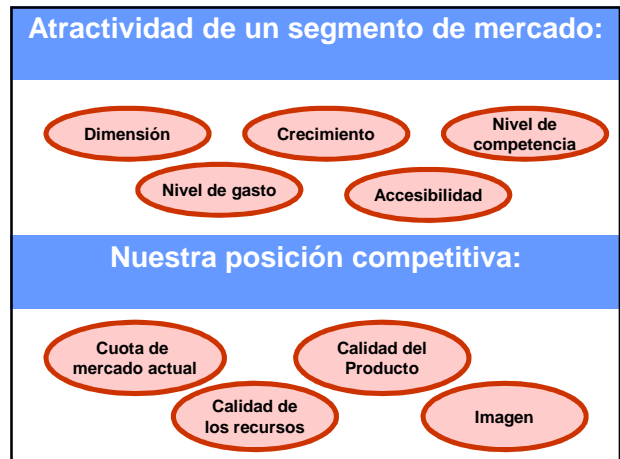 Atractividad de un segmento de mercado:
Dimensión
Crecimiento
Nivel de
competencia
Nivel de gasto
Accesibilidad
Nuestra posición competitiva:
Cuota de
mercado actual
Calidad del
Producto
Calidad de
los recursos
Imagen